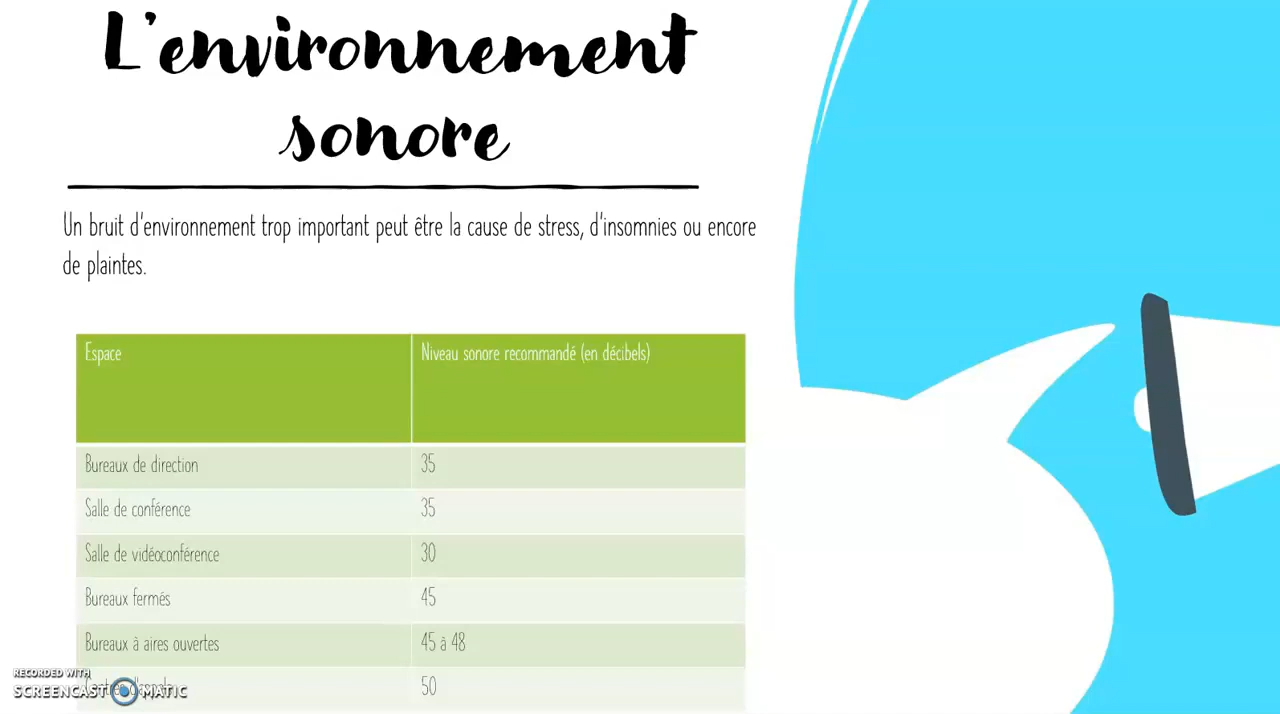 L'environnement
sonore
Un bruit d'environnement trop important peut être la cause de stress, d'insomnies ou encore
de plaintes.
Espace Niveau sonore recommandé (en décibels)
Bureaux de direction 35
Salle de conférence 35
Salle de vidéoconférence 30
Bureaux fermés 45
Bureaux à aires ouvertes 45 à 48
50
RECORDED WITH
SCREENCAST MATIC